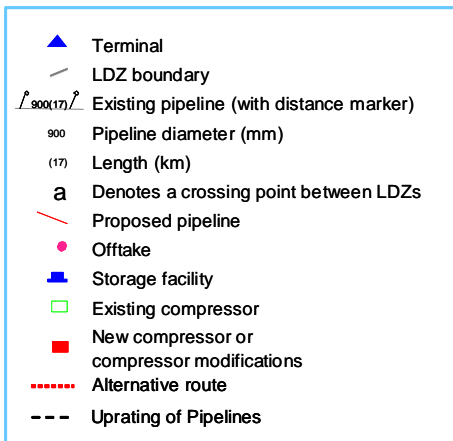 Terminal
LDZ boundary
900(17) Existing pipeline (with distance marker)
900 Pipeline diameter (mm)
(17) Length (km)
a Denotes a crossing point between LDZs
Proposed pipeline
Offtake
Storage facility
Existing compressor
New compressor or
compressor modifications
Alternative route
Uprating of Pipelines